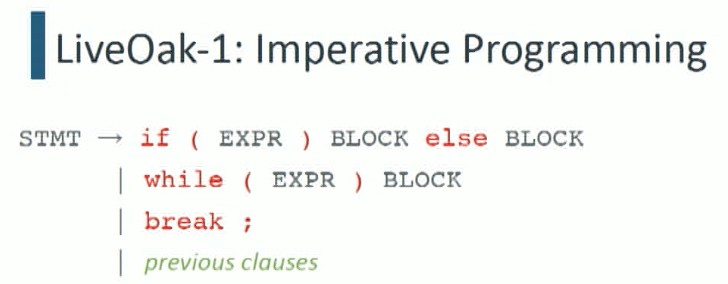 LiveOak-1: Imperative Programming
STMT → if ( EXPR ) BLOCK else BLOCK
| while ( EXPR ) BLOCK
| break ;
| previous clauses